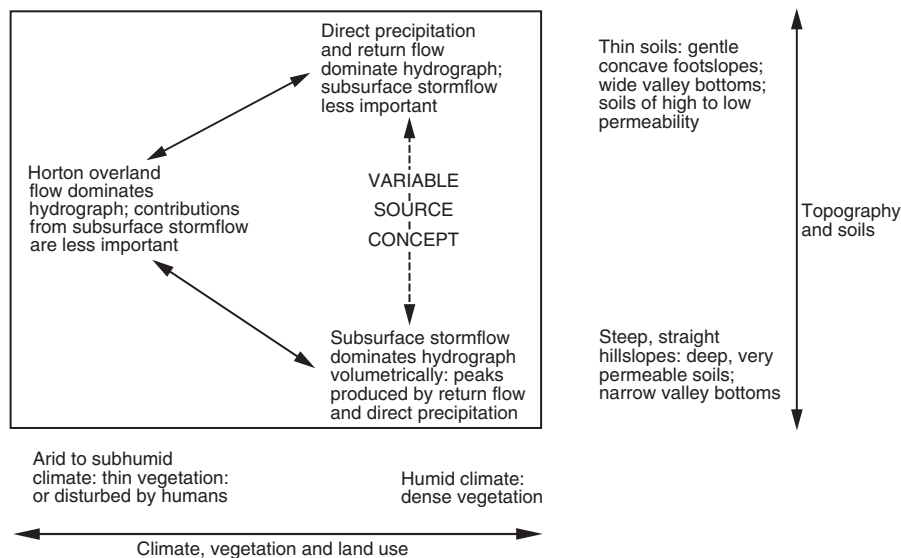 Direct precipitation
and return flow
dominate hydrograph;
subsurface stormflow
less important
Thin soils: gentle
concave footslopes;
wide valley bottoms;
soils of high to low
permeability
Horton overland
flow dominates
hydrograph; contributions
from subsurface stormflow
are less important
VARIABLE
SOURCE
CONCEPT
Topography
and soils
Subsurface stormflow
dominates hydrograph
volumetrically: peaks
produced by return flow
and direct precipitation
Steep, straight
hillslopes: deep, very
permeable soils;
narrow valley bottoms
Arid to subhumid
climate: thin vegetation:
or disturbed by humans
Humid climate:
dense vegetation
Climate, vegetation and land use